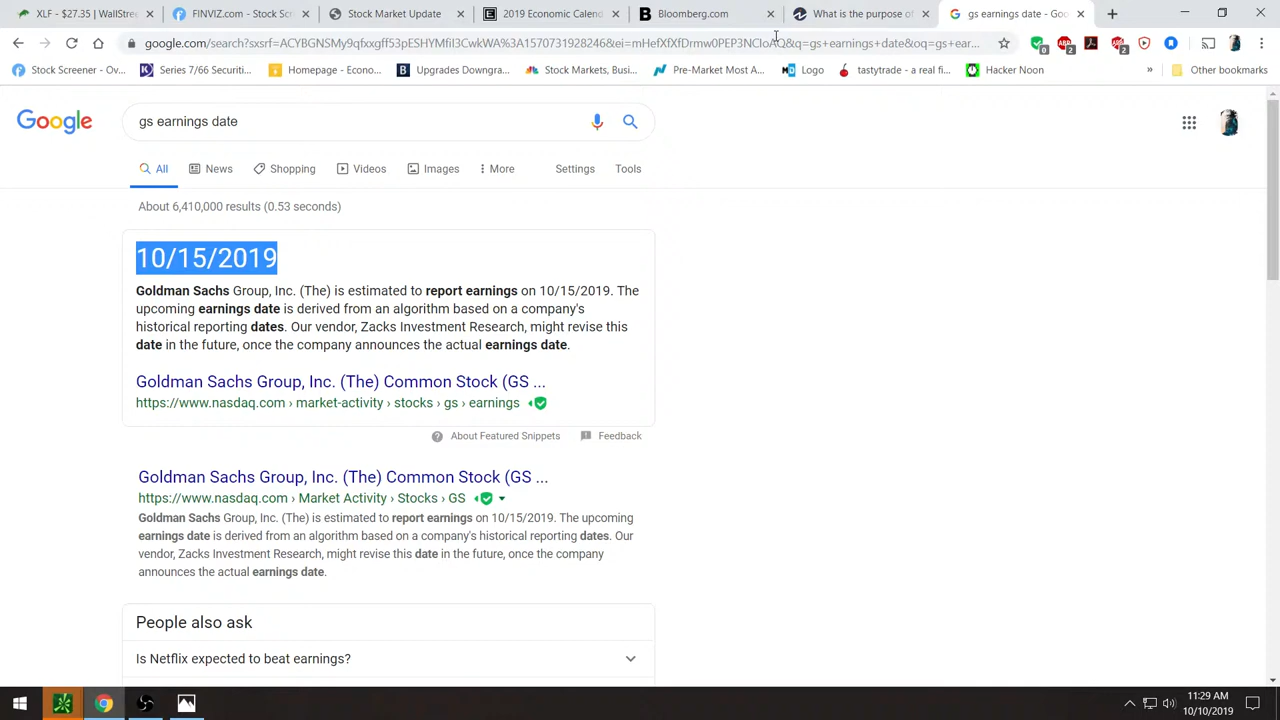 XLF - $27.35 | WallStree
FINVIZ.com - Stock Scr
Stock Market Update
2019 Economic Calend
Bloomberg.com
What is the purpose of
gs earnings date - Goo
google.com/search?
&q=gs+earnings+date&oq=gs+ear...
Stock Screener - Ov...
Series 7/66 Securiti...
Homepage - Econo...
Upgrades Downgra...
Stock Markets, Busi...
Pre-Market Most A...
Logo
tastytrade - a real fi...
Hacker Noon
»
Other bookmarks
Google
gs earnings date
All
News
Shopping
Videos
Images
More
Settings
Tools
About 6,410,000 results (0.53 seconds)
10/15/2019
Goldman Sachs Group, Inc. (The) is estimated to report earnings on 10/15/2019. The
upcoming earnings date is derived from an algorithm based on a company's
historical reporting dates. Our vendor, Zacks Investment Research, might revise this
date in the future, once the company announces the actual earnings date.
Goldman Sachs Group, Inc. (The) Common Stock (GS ...
https://www.nasdaq.com › market-activity › stocks › gs › earnings
About Featured Snippets
Feedback
Goldman Sachs Group, Inc. (The) Common Stock (GS ...
https://www.nasdaq.com › Market Activity › Stocks › GS
Goldman Sachs Group, Inc. (The) is estimated to report earnings on 10/15/2019. The upcoming
earnings date is derived from an algorithm based on a company's historical reporting dates. Our
vendor, Zacks Investment Research, might revise this date in the future, once the company
announces the actual earnings date.
People also ask
Is Netflix expected to beat earnings?
11:29 AM
10/10/2019